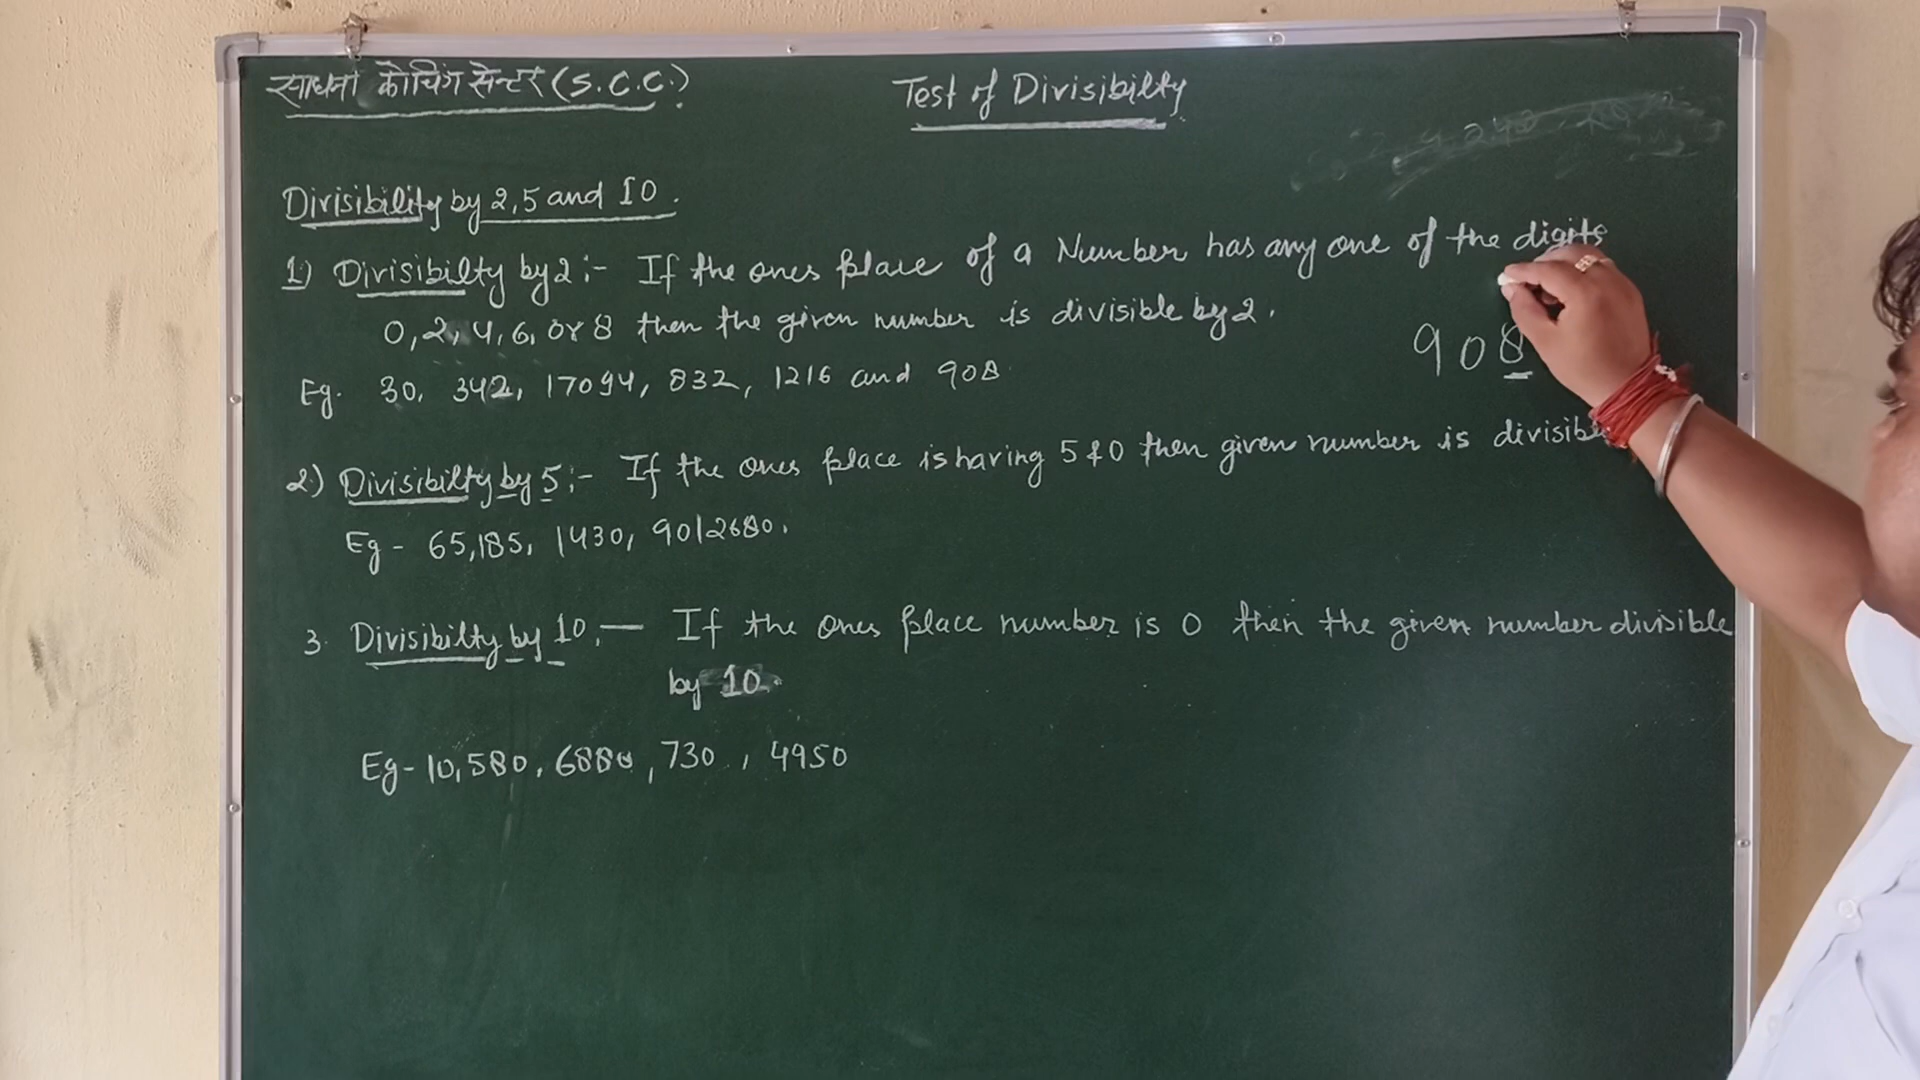 साधना कोचिंग सेन्टर (S.C.C.)
Test of Divisibilty
Divisibility by 2,5 and 10.
1) Divisibilty by 2 :- If the ones place of a Number has any one of the digits
0, 2, 4, 6, or 8 then the given number is divisible by 2.
908
Eg. 30, 342, 17094, 832, 1216 and 908
2.) Divisibilty by 5 :- If the ones place is having 5 & 0 then given number is
Eg - 65,185, 1430, 9012680.
3. Divisibilty by 10. — If the ones place number is 0 then the given number divisible
by 10.
Eg- 10, 580, 6880, 730, 4950